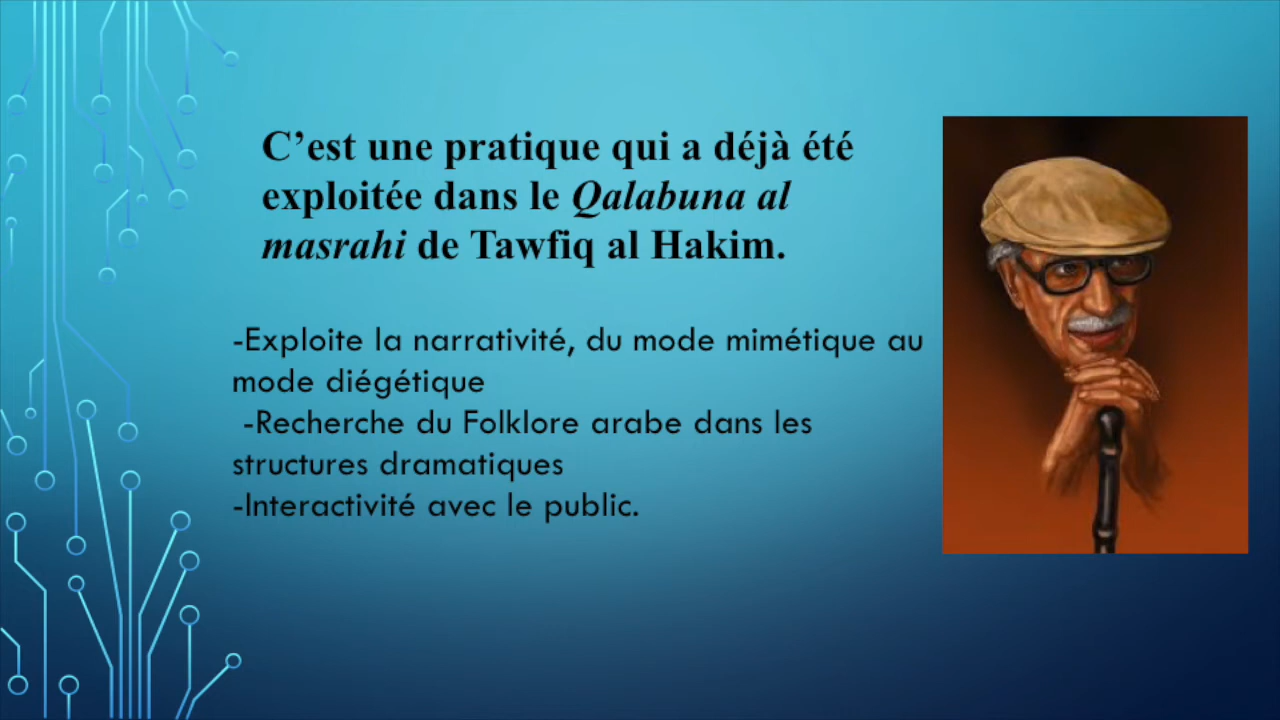 C’est une pratique qui a déjà été
exploitée dans le Qalabuna al
masrahi de Tawfiq al Hakim.
-Exploite la narrativité, du mode mimétique au
mode diégétique
-Recherche du Folklore arabe dans les
structures dramatiques
-Interactivité avec le public.